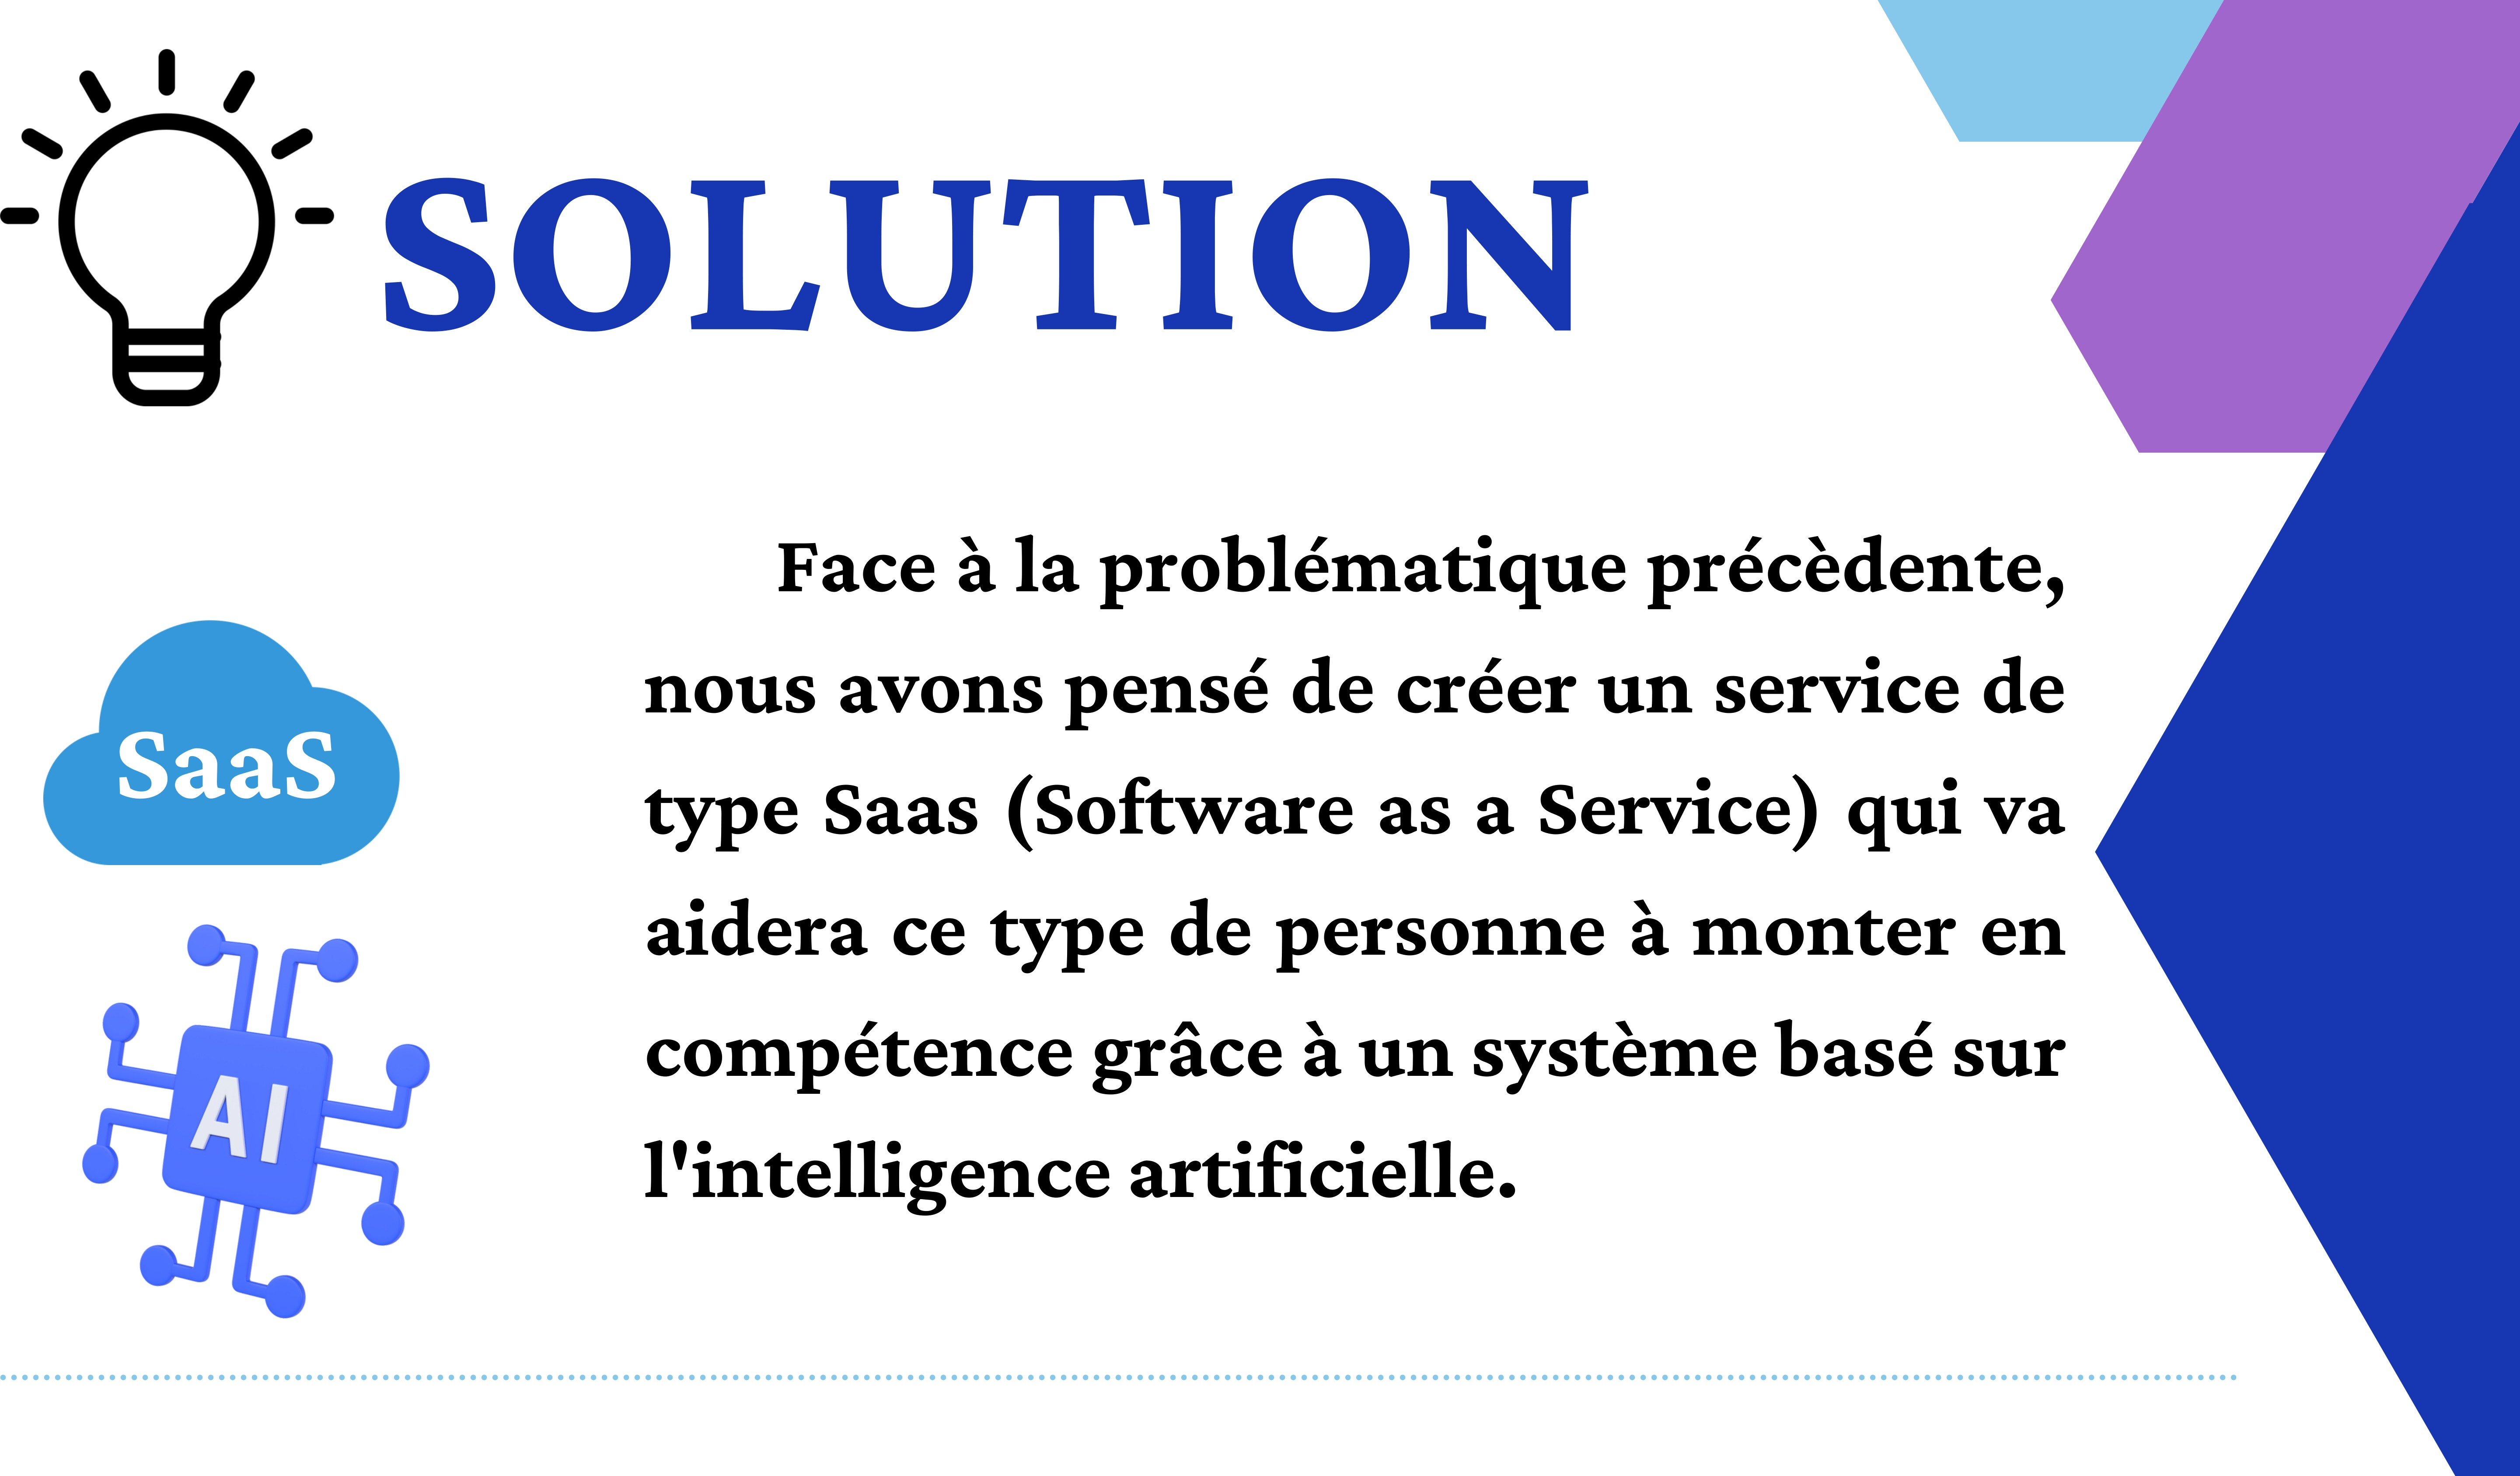 SOLUTION
Face à la problématique précèdente,
nous avons pensé de créer un service de
type Saas (Software as a Service) qui va
aidera ce type de personne à monter en
compétence grâce à un système basé sur
l'intelligence artificielle.
SaaS
AI